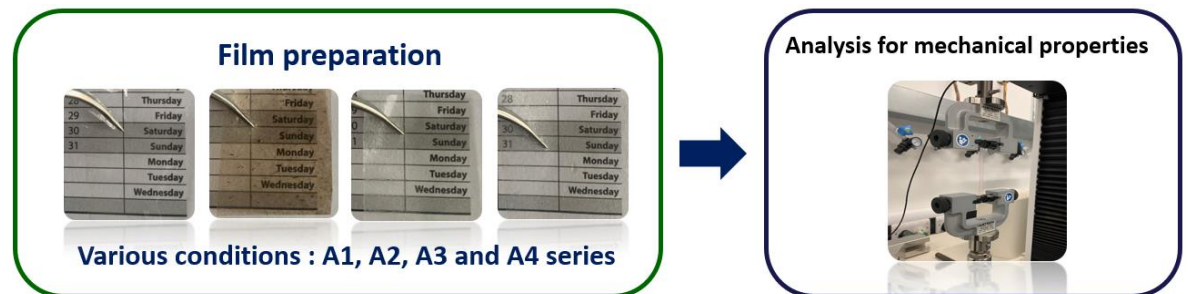 Film preparation
Analysis for mechanical properties
28 Thursday
29 Friday
30 Saturday
31 Sunday
Monday
Tuesday
Wednesday
Friday
Saturday
Sunday
Monday
Tuesday
Wednesday
Thursday
Friday
Saturday
Sunday
Monday
Tuesday
Wednesday
28 Thursday
Friday
30 Saturday
31 Sunday
Monday
Tuesday
Wednesday
Various conditions : A1, A2, A3 and A4 series